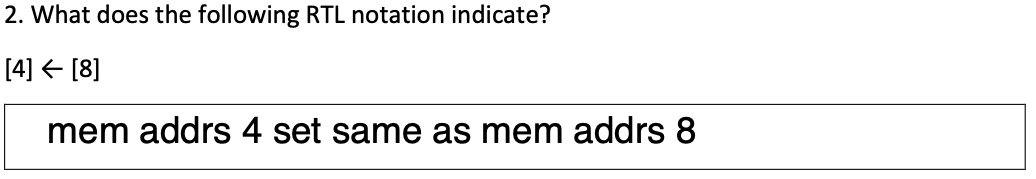 2. What does the following RTL notation indicate?
[4] ← [8]
mem addrs 4 set same as mem addrs 8